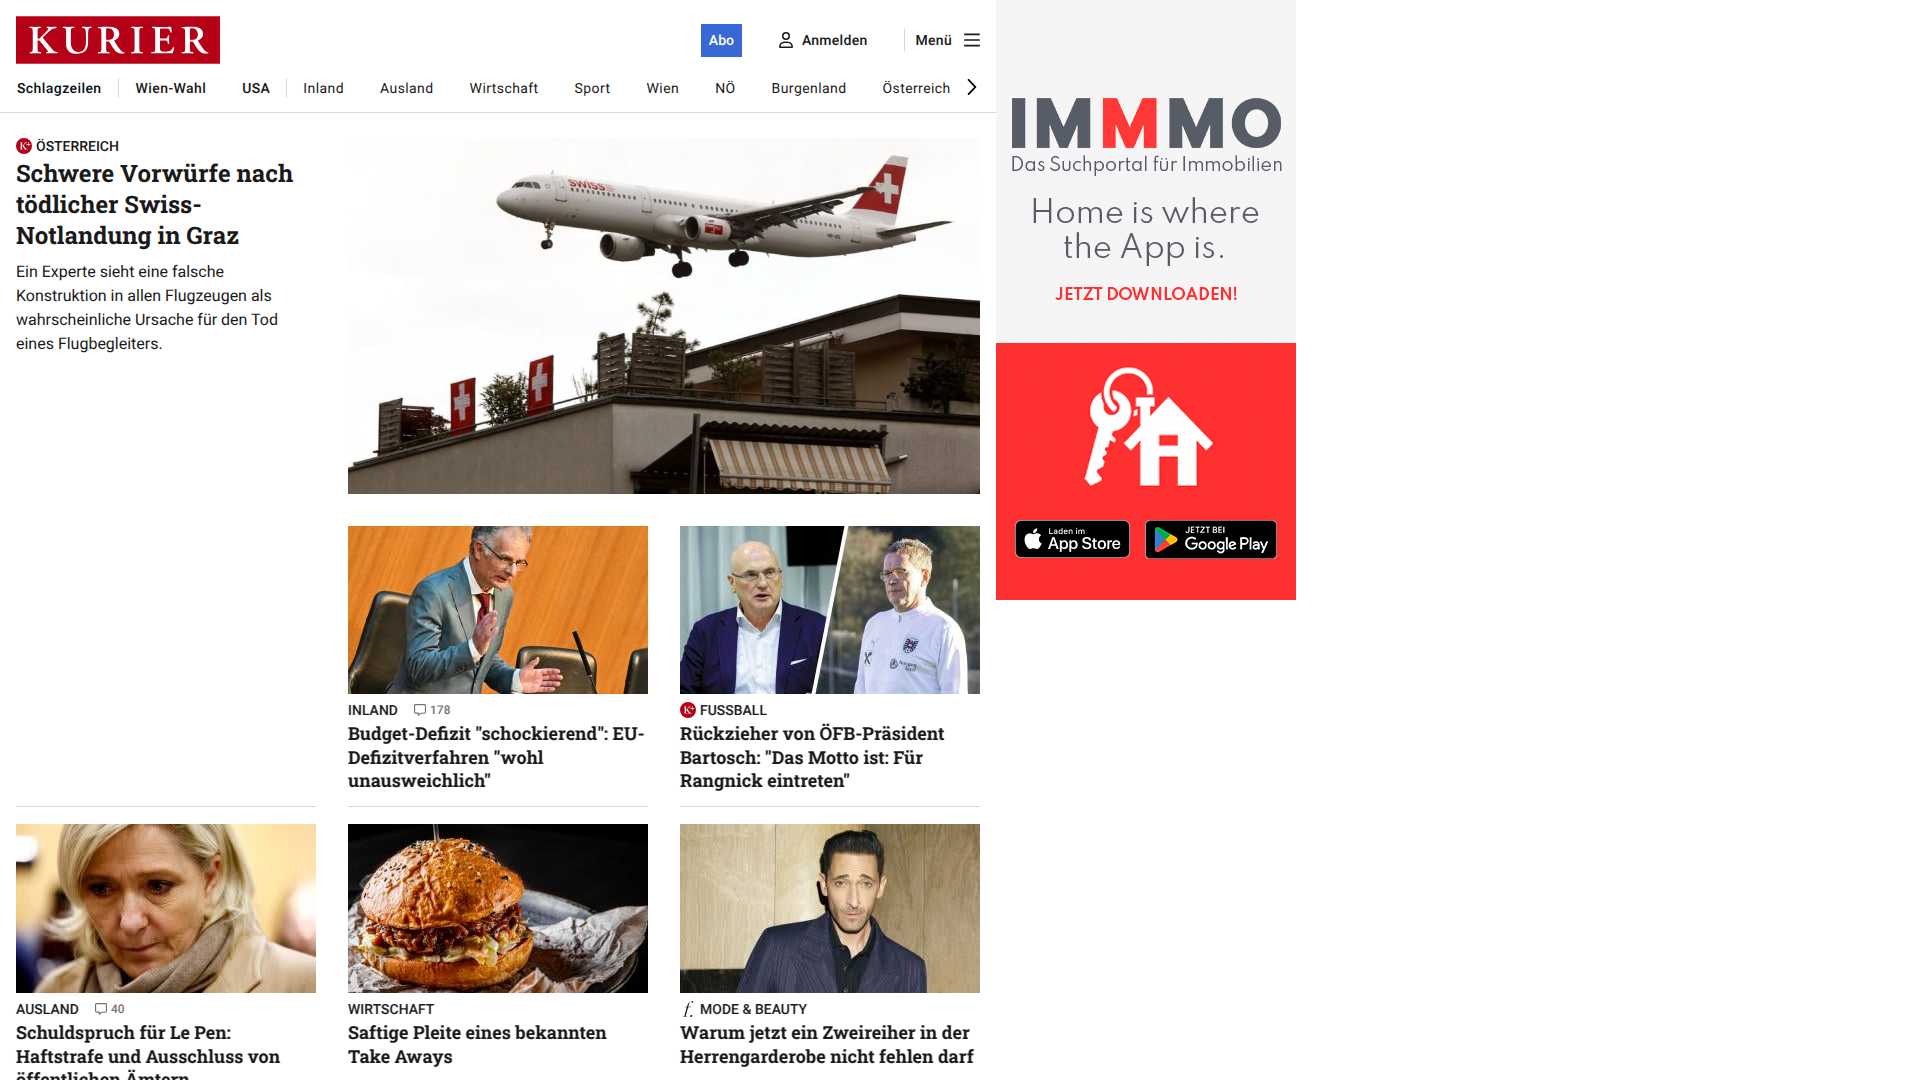 KURIER
Abo
Anmelden
Menü
Schlagzeilen
Wien-Wahl
USA
Inland
Ausland
Wirtschaft
Sport
Wien
NÖ
Burgenland
Österreich
ÖSTERREICH
Schwere Vorwürfe nach
tödlicher Swiss-
Notlandung in Graz
Ein Experte sieht eine falsche
Konstruktion in allen Flugzeugen als
wahrscheinliche Ursache für den Tod
eines Flugbegleiters.
SWISS
INLAND 178
Budget-Defizit "schockierend": EU-
Defizitverfahren "wohl
unausweichlich"
K+ FUSSBALL
Rückzieher von ÖFB-Präsident
Bartosch: "Das Motto ist: Für
Rangnick eintreten"
AUSLAND 40
Schuldspruch für Le Pen:
Haftstrafe und Ausschluss von
öffentlichen Ämtern
WIRTSCHAFT
Saftige Pleite eines bekannten
Take Aways
f. MODE & BEAUTY
Warum jetzt ein Zweireiher in der
Herrengarderobe nicht fehlen darf
IMMMO
Das Suchportal für Immobilien
Home is where
the App is.
JETZT DOWNLOADEN!
Laden im
App Store
JETZT BEI
Google Play